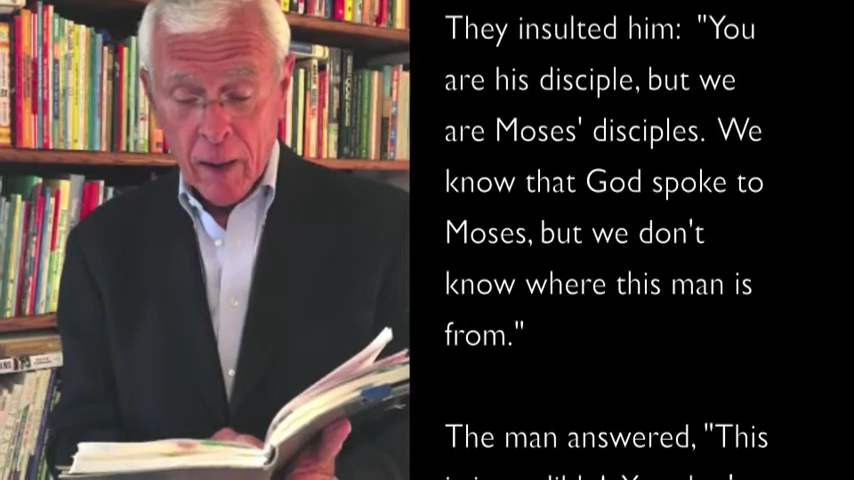 They insulted him: "You
are his disciple, but we
are Moses' disciples. We
know that God spoke to
Moses, but we don't
know where this man is
from."
The man answered, "This